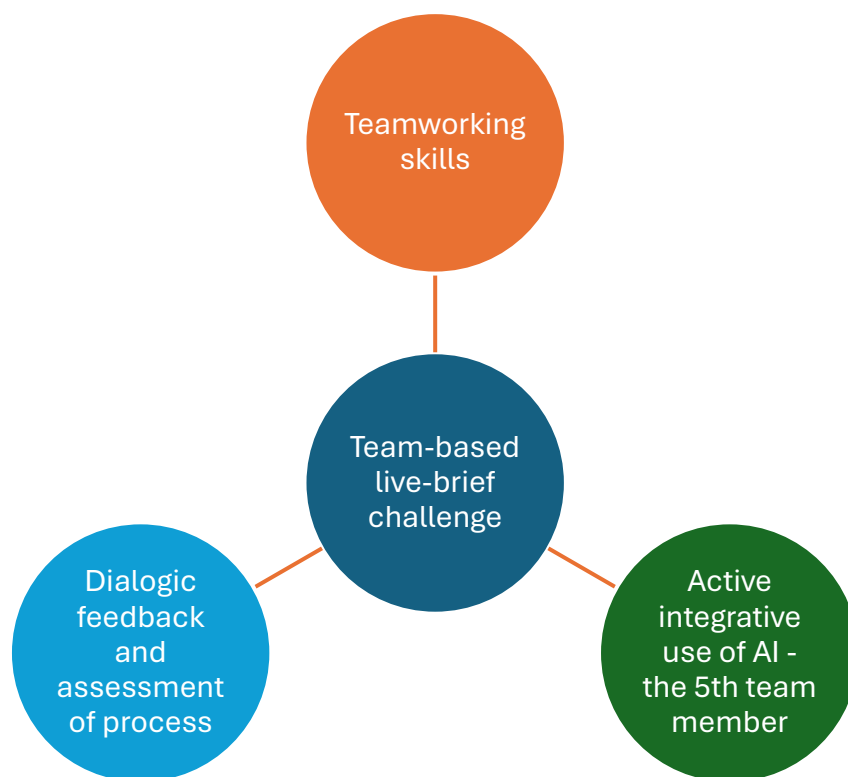 Teamworking
skills
Team-based
live-brief
challenge
Dialogic
feedback
and
assessment
of process
Active
integrative
use of AI -
the 5th team
member